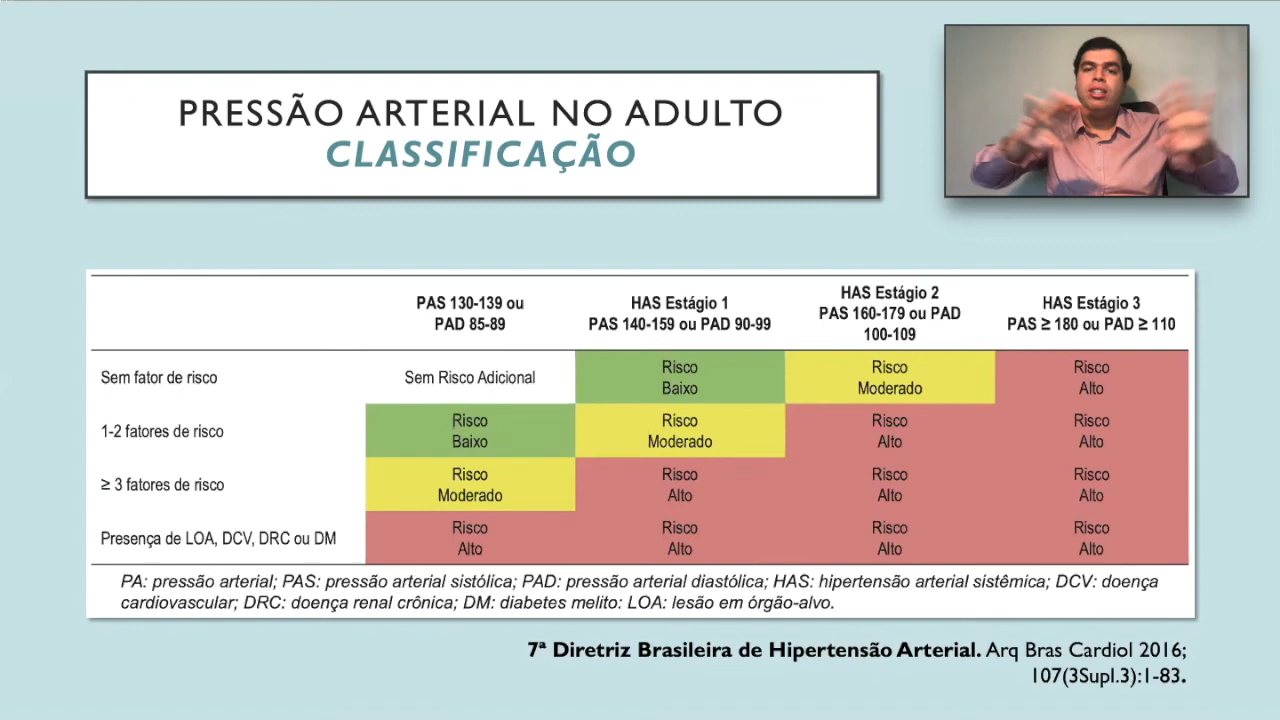 PRESSÃO ARTERIAL NO ADULTO
CLASSIFICAÇÃO
PAS 130-139 ou
PAD 85-89
HAS Estágio 1
PAS 140-159 ou PAD 90-99
HAS Estágio 2
PAS 160-179 ou PAD
100-109
HAS Estágio 3
PAS ≥ 180 ou PAD ≥ 110
Sem fator de risco
Sem Risco Adicional
Risco
Baixo
Risco
Moderado
Risco
Alto
1-2 fatores de risco
Risco
Baixo
Risco
Moderado
Risco
Alto
Risco
Alto
≥ 3 fatores de risco
Risco
Moderado
Risco
Alto
Risco
Alto
Risco
Alto
Presença de LOA, DCV, DRC ou DM
Risco
Alto
Risco
Alto
Risco
Alto
Risco
Alto
PA: pressão arterial; PAS: pressão arterial sistólica; PAD: pressão arterial diastólica; HAS: hipertensão arterial sistêmica; DCV: doença
cardiovascular; DRC: doença renal crônica; DM: diabetes melito: LOA: lesão em órgão-alvo.
7ª Diretriz Brasileira de Hipertensão Arterial. Arq Bras Cardiol 2016;
107(3Supl.3):1-83.